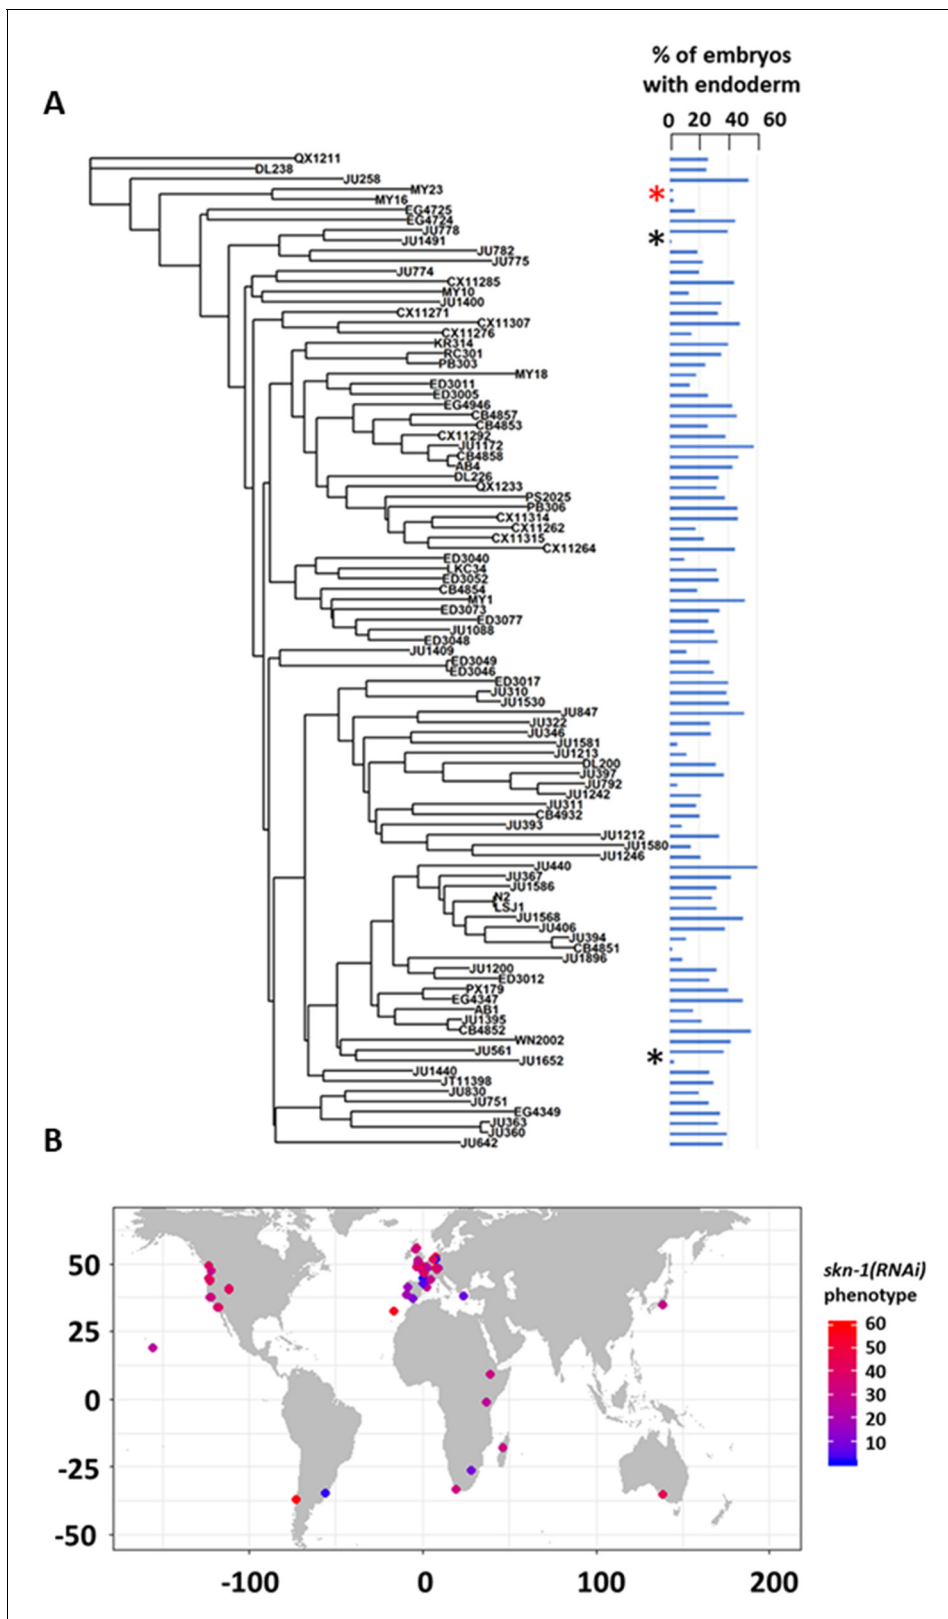 A
% of embryos
with endoderm
0 20 40 60
QX1211
DL238
JU258
MY23
*
MY16
EG4725
EG4724
JU778
*
JU1491
JU782
JU775
JU774
CX11285
MY10
JU1400
CX11271
CX11307
CX11276
KR314
RC301
PB303
MY18
ED3011
ED3005
EG4946
CB4857
CB4853
CX11292
JU1172
CB4858
AB4
DL226
QX1233
PS2025
PB306
CX11314
CX11262
CX11315
CX11264
ED3040
LKC34
ED3052
CB4854
MY1
ED3073
ED3077
JU1088
ED3048
JU1409
ED3049
ED3046
ED3017
JU310
JU1530
JU847
JU322
JU346
JU1581
JU1213
DL200
JU397
JU792
JU1242
JU311
CB4932
JU393
JU1212
JU1580
JU1246
JU440
JU367
JU1586
N2
LSJ1
JU1568
JU406
JU394
CB4851
JU1896
JU1200
ED3012
PX179
EG4347
AB1
JU1395
CB4852
WN2002
JU561
*
JU1652
JU1440
JT11398
JU830
JU751
EG4349
JU363
JU360
JU642
B
50
25
0
-25
-50
-100 0 100 200
skn-1(RNAi)
phenotype
60
50
40
30
20
10